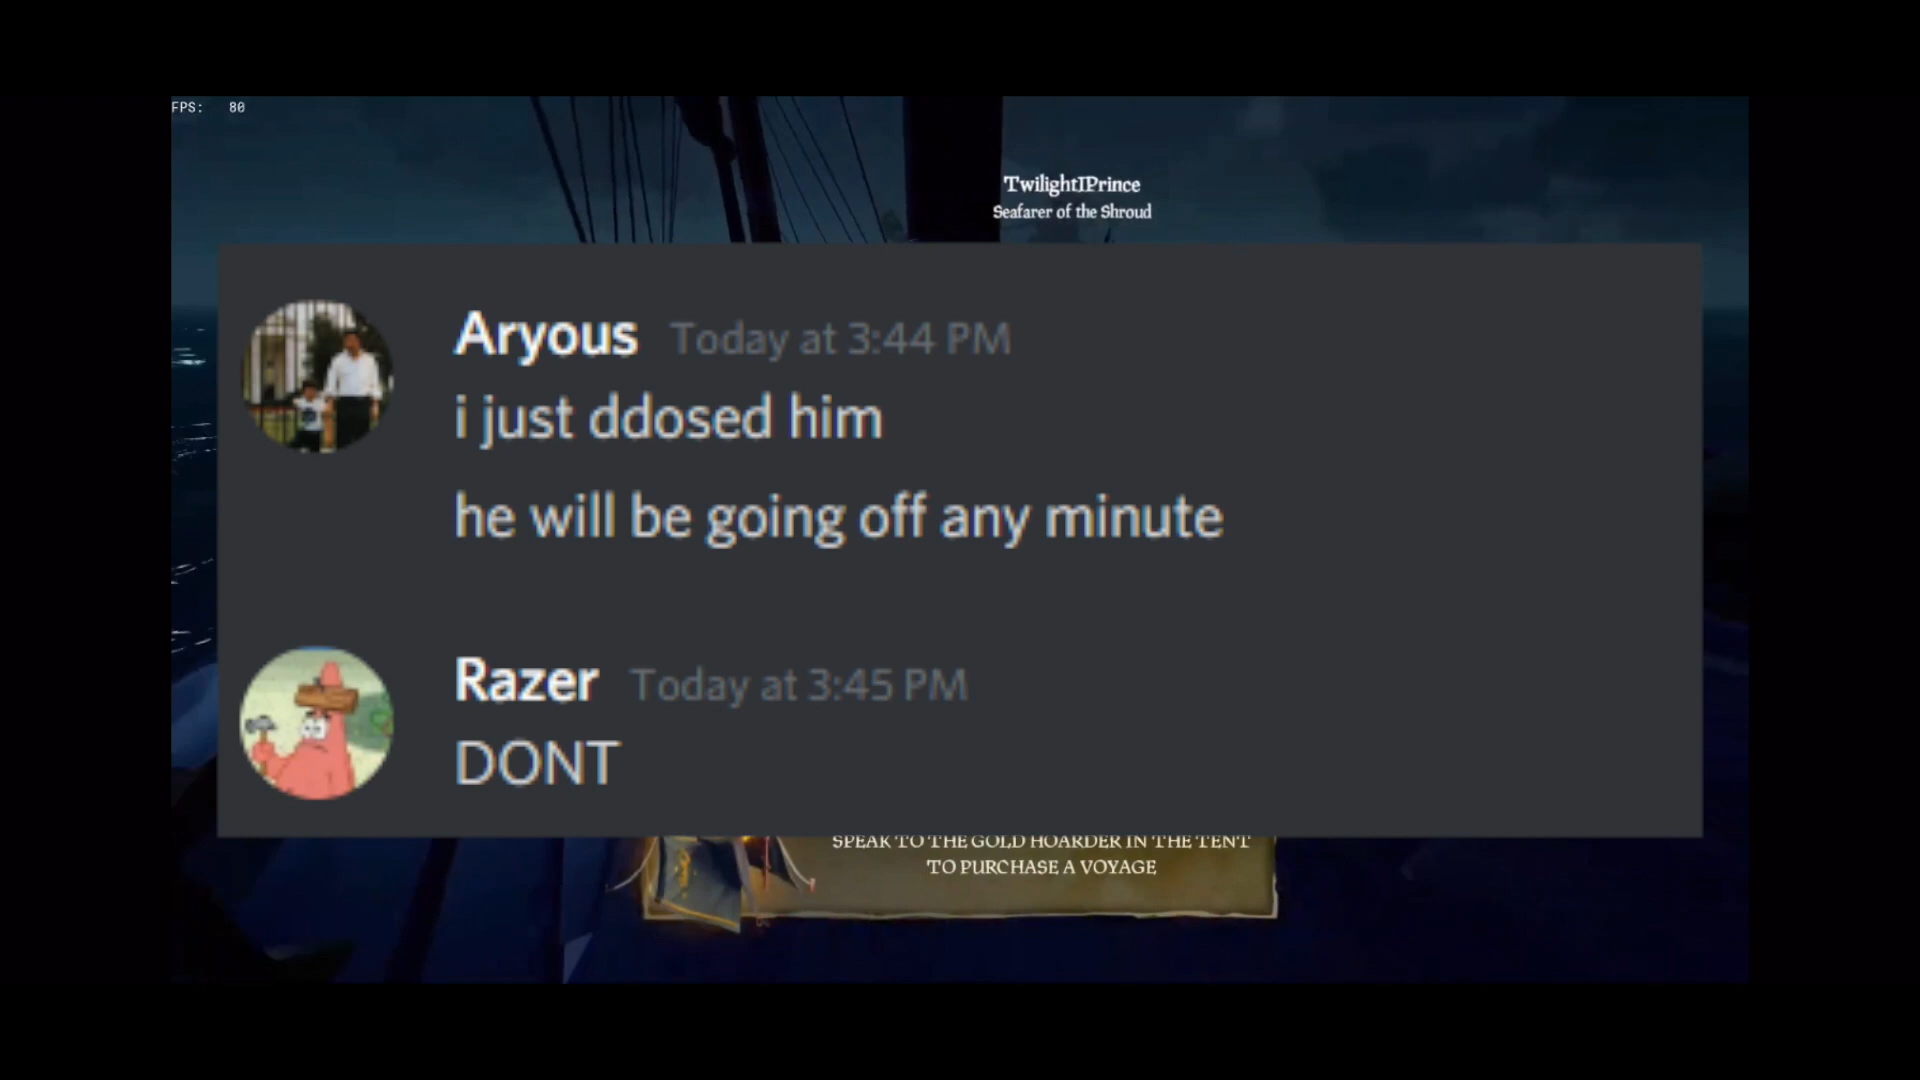 FPS: 80
TwilightIPrince
Seafarer of the Shroud
Aryous Today at 3:44 PM
i just ddosed him
he will be going off any minute
Razer Today at 3:45 PM
DONT
SPEAK TO THE GOLD HOARDER IN THE TENT
TO PURCHASE A VOYAGE